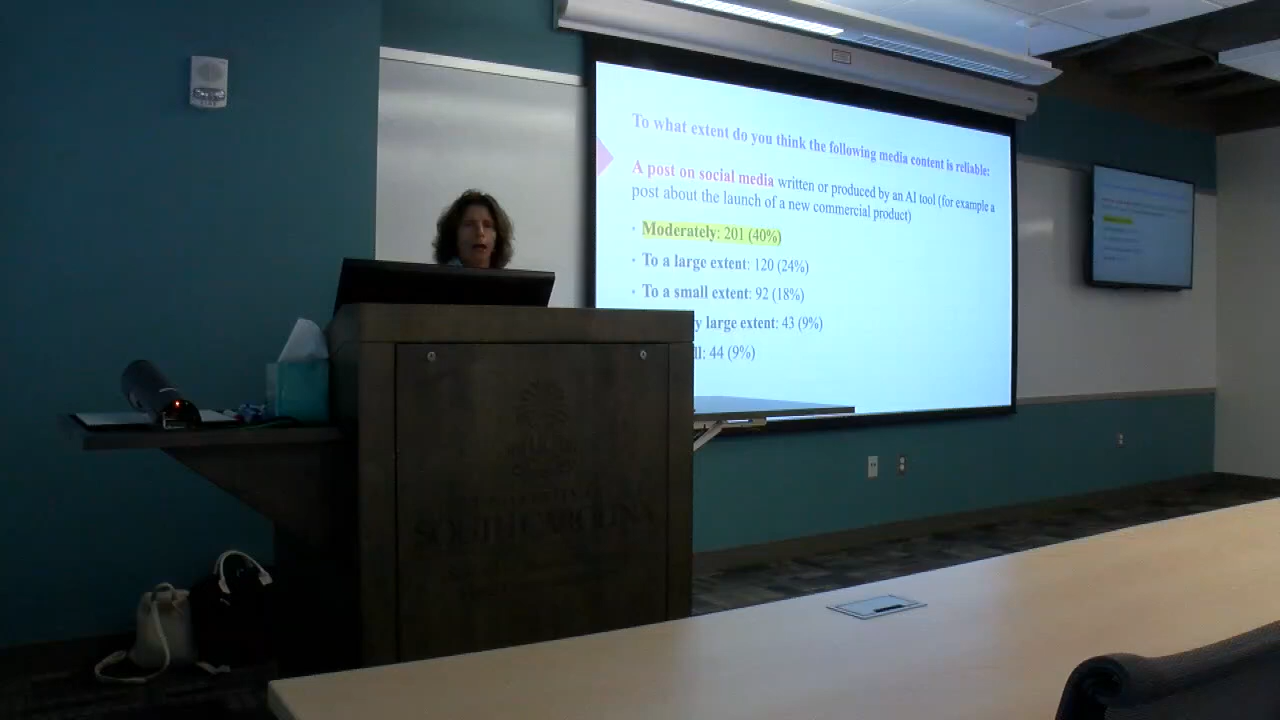 To what extent do you think the following media content is reliable:
A post on social media written or produced by an AI tool (for example a
post about the launch of a new commercial product)
• Moderately: 201 (40%)
• To a large extent: 120 (24%)
• To a small extent: 92 (18%)
large extent: 43 (9%)
44 (9%)
SOUTH CAROLINA